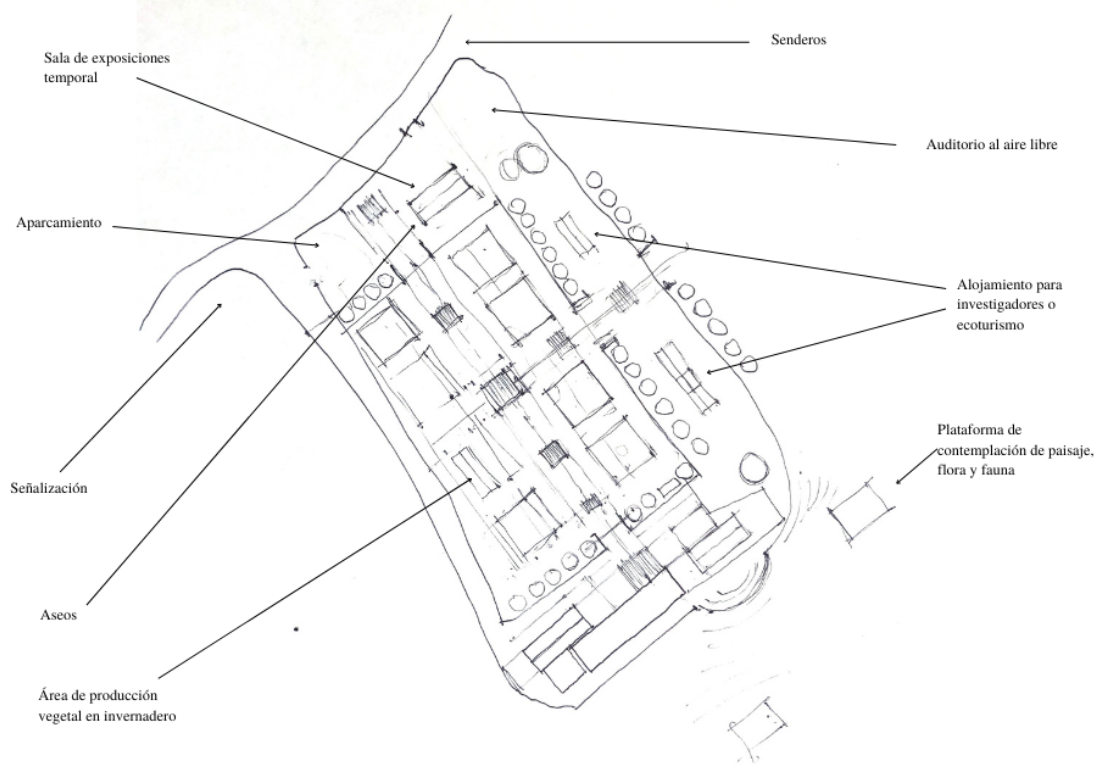 Senderos
Sala de exposiciones
temporal
Auditorio al aire libre
Aparcamiento
Alojamiento para
investigadores o
ecoturismo
Plataforma de
contemplación de paisaje,
flora y fauna
Señalización
Aseos
Área de producción
vegetal en invernadero